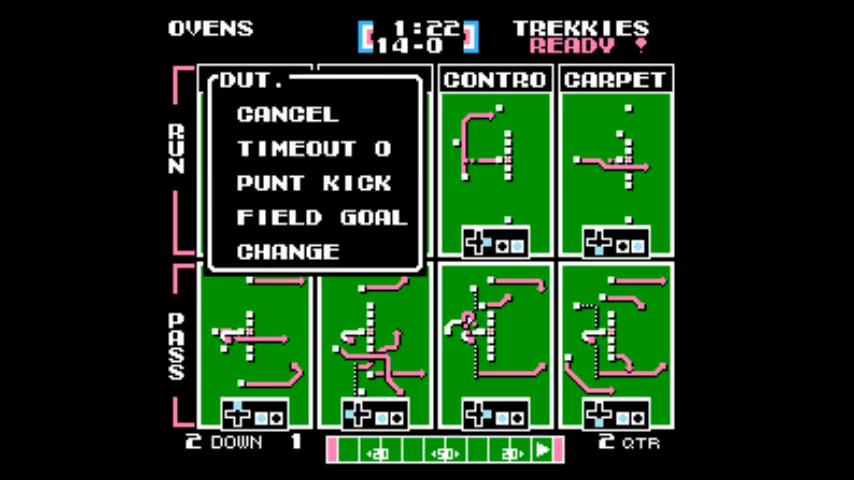 OVENS
1:22
14-0
TREKKIES
READY
RUN
DUT.
CANCEL
TIMEOUT 0
PUNT KICK
FIELD GOAL
CHANGE
CONTRO
CARPET
PASS
2 DOWN 1
20 50 20
2 QTR